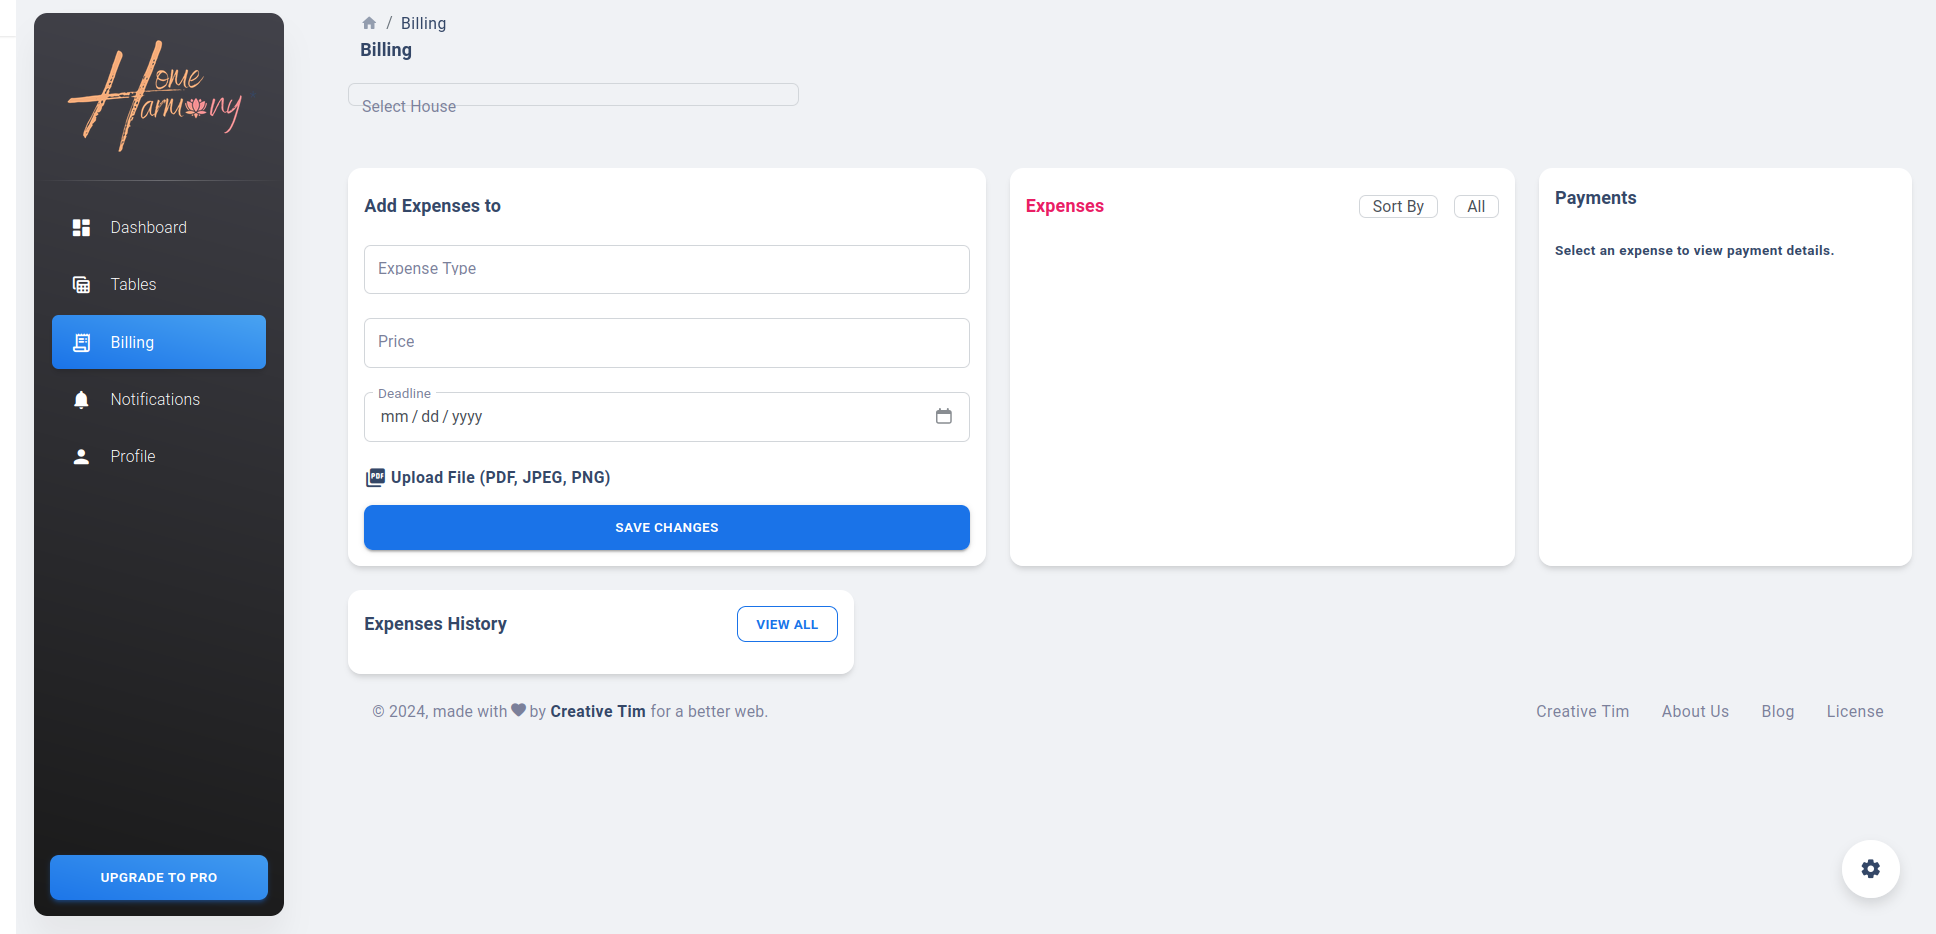 Home
Harmony
Dashboard
Tables
Billing
Notifications
Profile
UPGRADE TO PRO
/ Billing
Billing
Select House
Add Expenses to
Expense Type
Price
Deadline
mm / dd / yyyy
PDF Upload File (PDF, JPEG, PNG)
SAVE CHANGES
Expenses
Sort By
All
Payments
Select an expense to view payment details.
Expenses History
VIEW ALL
© 2024, made with by Creative Tim for a better web.
Creative Tim
About Us
Blog
License